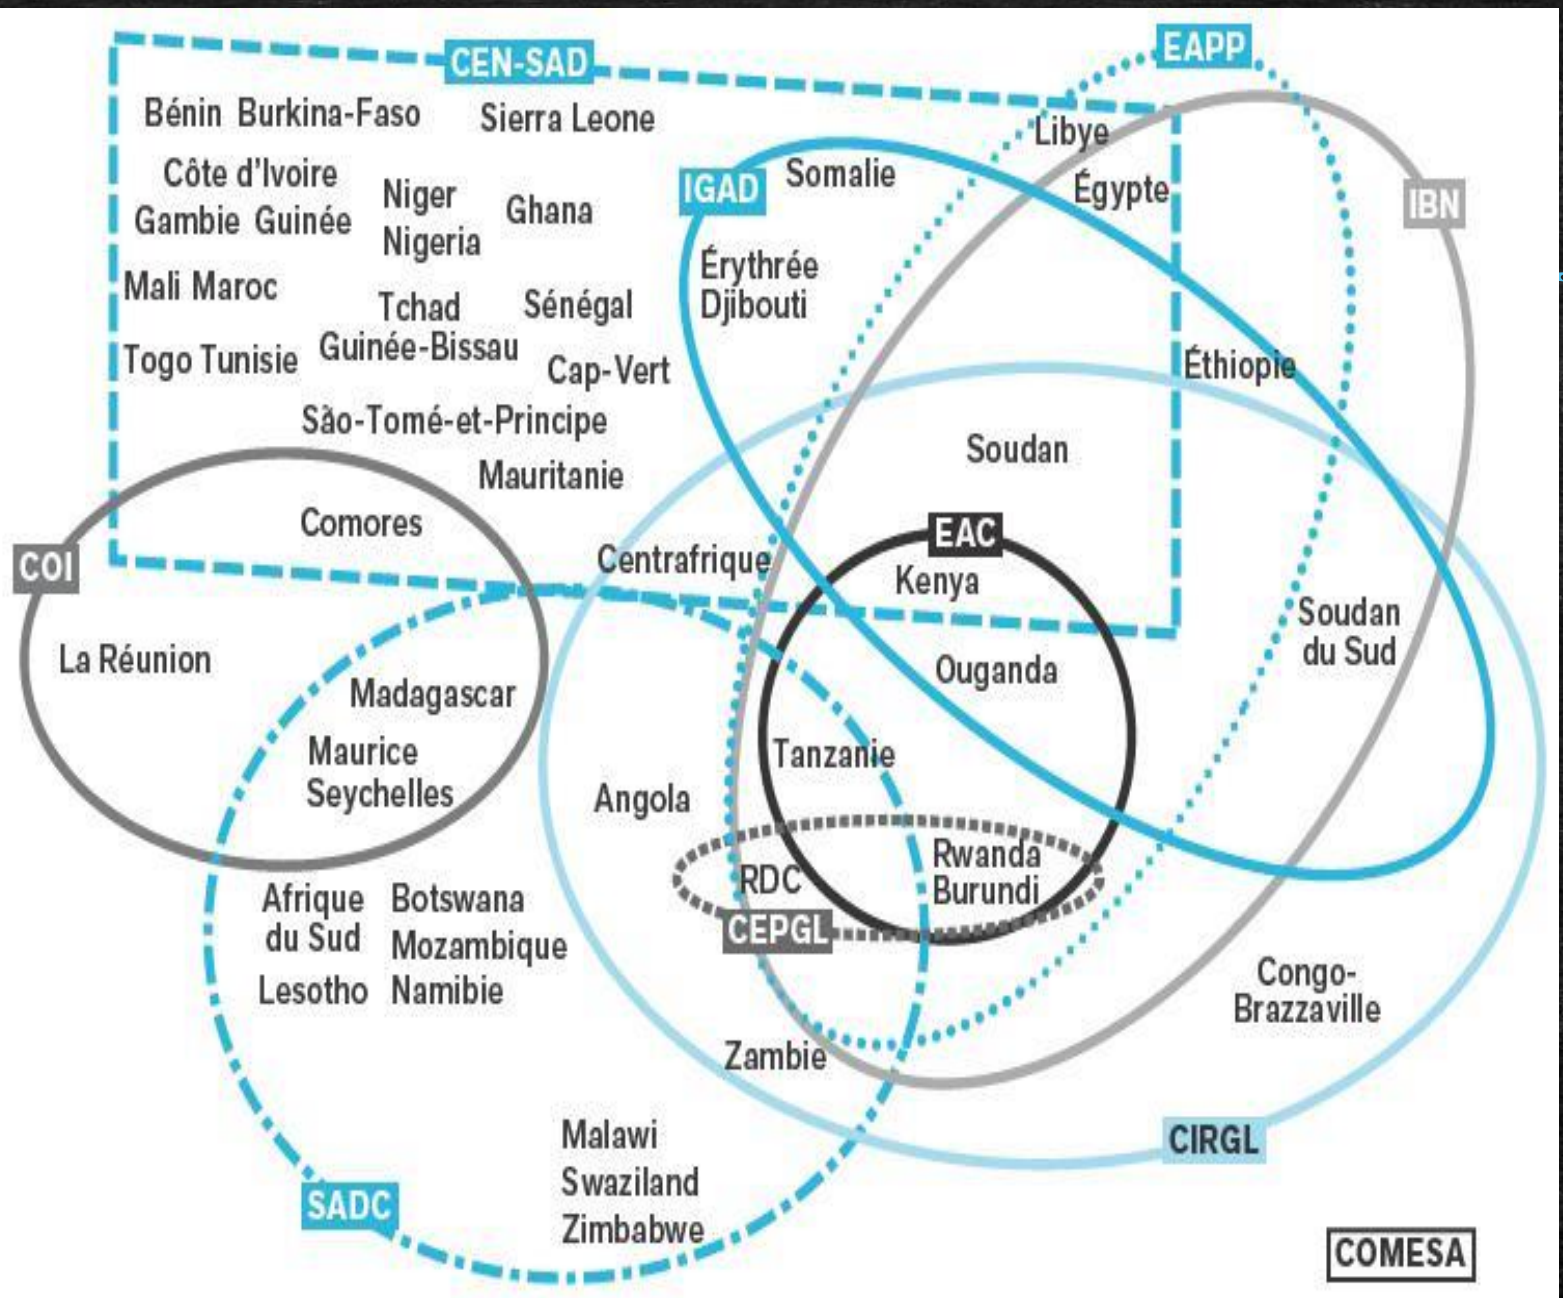 EAPP
CEN-SAD
Bénin Burkina-Faso
Sierra Leone
Libye
Côte d'Ivoire
Niger
Ghana
IGAD
Somalie
Égypte
IBN
Gambie Guinée
Nigeria
Érythrée
Djibouti
Mali Maroc
Tchad
Sénégal
Togo Tunisie
Guinée-Bissau
Cap-Vert
Éthiopie
São-Tomé-et-Principe
Soudan
Mauritanie
Comores
EAC
COI
Centrafrique
Kenya
Soudan
du Sud
La Réunion
Ouganda
Madagascar
Maurice
Seychelles
Tanzanie
Angola
Afrique
du Sud
Botswana
RDC
Rwanda
Burundi
Mozambique
CEPGL
Lesotho
Namibie
Congo-
Brazzaville
Zambie
Malawi
CIRGL
Swaziland
SADC
Zimbabwe
COMESA